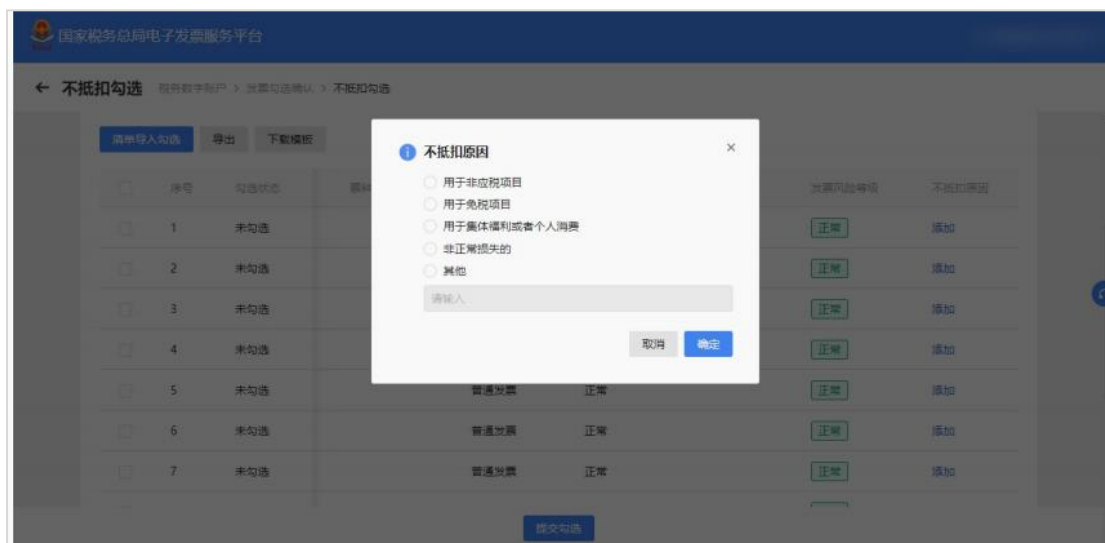 国家税务总局电子发票服务平台
← 不抵扣勾选 税务数字账户 > 发票勾选确认 > 不抵扣勾选
清单导入勾选 导出 下载模板
不抵扣原因 ×
用于非应税项目
用于免税项目
用于集体福利或者个人消费
非正常损失的
其他
请输入
取消 确定
序号 勾选状态 发票风险等级 不抵扣原因
1 未勾选 正常 添加
2 未勾选 正常 添加
3 未勾选 正常 添加
4 未勾选 正常 添加
5 未勾选 普通发票 正常 正常 添加
6 未勾选 普通发票 正常 正常 添加
7 未勾选 普通发票 正常 正常 添加
提交勾选